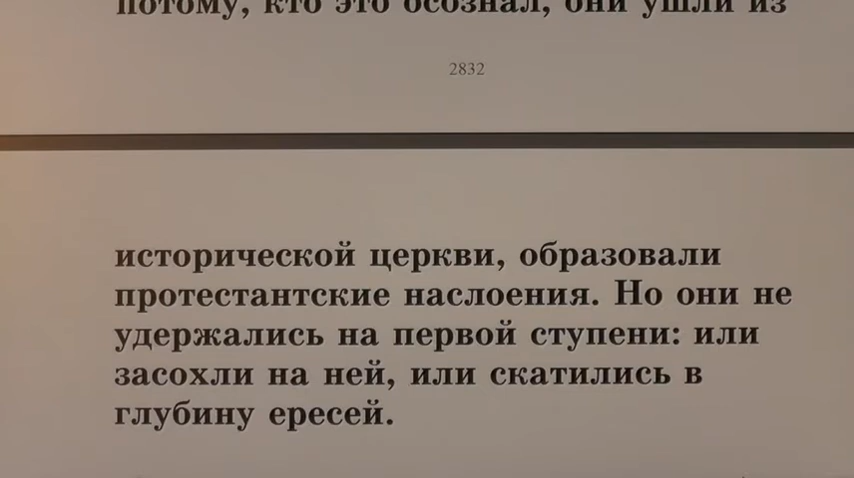 потому, кто это осознал, они ушли из
2832
исторической церкви, образовали
протестантские наслоения. Но они не
удержались на первой ступени: или
засохли на ней, или скатились в
глубину ересей.